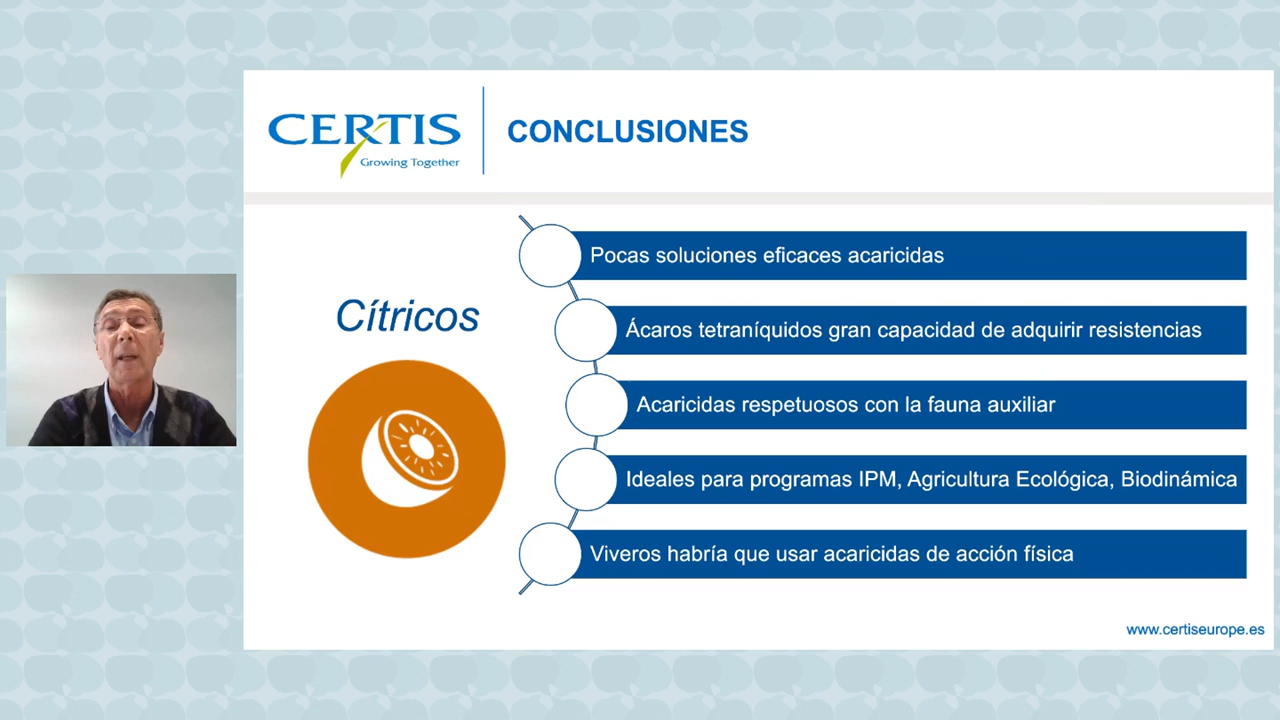 CERTIS
Growing Together
CONCLUSIONES
Cítricos
Pocas soluciones eficaces acaricidas
Ácaros tetraníquidos gran capacidad de adquirir resistencias
Acaricidas respetuosos con la fauna auxiliar
Ideales para programas IPM, Agricultura Ecológica, Biodinámica
Viveros habría que usar acaricidas de acción física
www.certiseurope.es